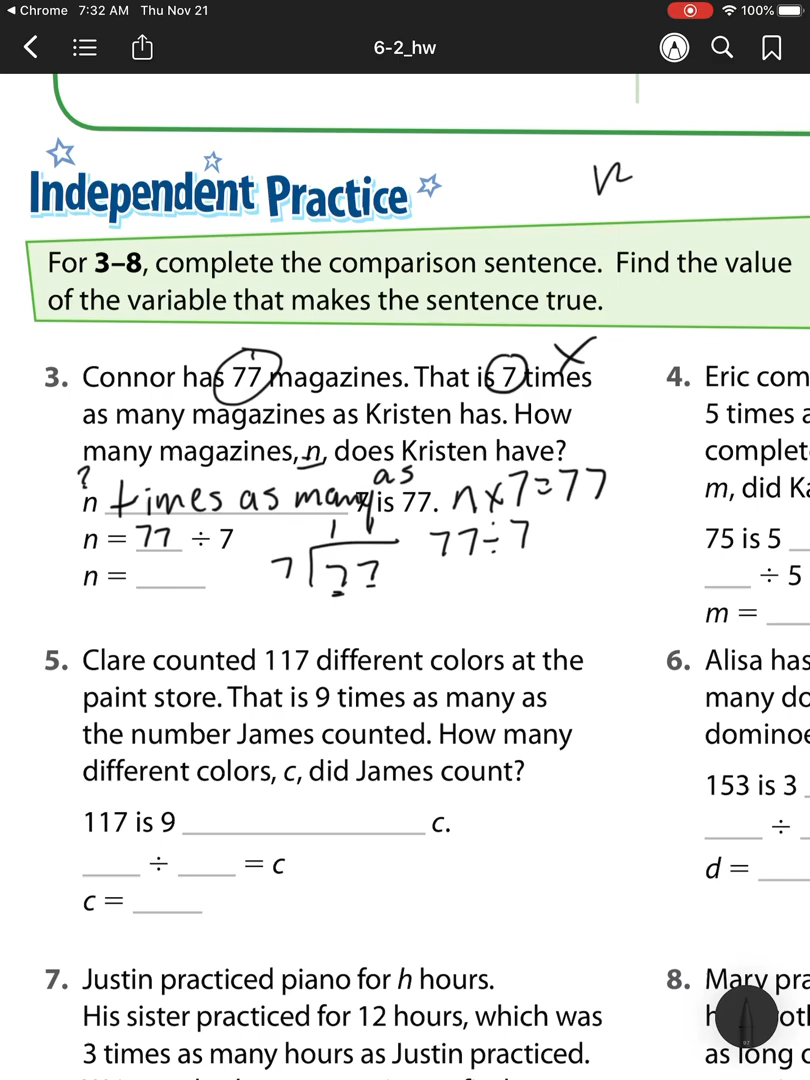 Chrome 7:32 AM Thu Nov 21 100%
6-2_hw
Independent Practice
n
For 3–8, complete the comparison sentence. Find the value
of the variable that makes the sentence true.
3. Connor has 77 magazines. That is 7 times
as many magazines as Kristen has. How
many magazines, n, does Kristen have?
? as
n times as many is 77. n x 7 = 77
n = 77 ÷ 7
11
7 77
77 ÷ 7
n =
4. Eric com
5 times a
complet
m, did Ka
75 is 5
÷ 5
m =
5. Clare counted 117 different colors at the
paint store. That is 9 times as many as
the number James counted. How many
different colors, c, did James count?
117 is 9 c.
÷ = c
c =
6. Alisa has
many do
domino
153 is 3
÷
d =
7. Justin practiced piano for h hours.
His sister practiced for 12 hours, which was
3 times as many hours as Justin practiced.
8. Mary pra
as long